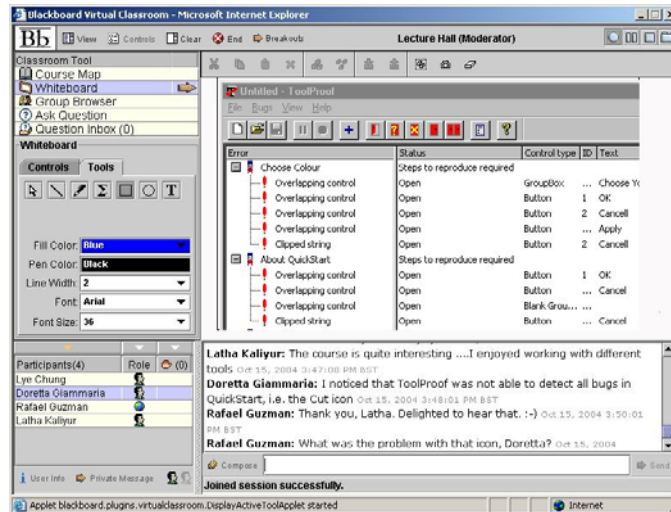 Blackboard Virtual Classroom - Microsoft Internet Explorer
Bb View Controls Clear End Breakouts Lecture Hall (Moderator)
Classroom Tool
Course Map
Whiteboard
Group Browser
Ask Question
Question Inbox (0)
Whiteboard
Controls Tools
Σ T
Fill Color: Blue
Pen Color: Black
Line Width: 2
Font: Arial
Font Size: 36
Untitled - ToolProof
File Bugs View Help
Error Status Control type ID Text
Choose Colour Steps to reproduce required
Overlapping control Open GroupBox ... Choose Yo
Overlapping control Open Button 1 OK
Overlapping control Open Button 2 Cancell
Overlapping control Open Button ... Apply
Clipped string Open Button 2 Cancell
About QuickStart Steps to reproduce required
Overlapping control Open Button 1 OK
Overlapping control Open Button ... Cancel
Overlapping control Open Blank Grou... ...
Clipped string Open Button ... Cancel
Participants(4) Role (0)
Lye Chung
Doretta Giammaria
Rafael Guzman
Latha Kaliyur
User Info Private Message
Latha Kaliyur: The course is quite interesting ....I enjoyed working with different
tools Oct 15, 2004 3:47:08 PM BST
Doretta Giammaria: I noticed that ToolProof was not able to detect all bugs in
QuickStart, i.e. the Cut icon Oct 15, 2004 3:48:01 PM BST
Rafael Guzman: Thank you, Latha. Delighted to hear that. :-) Oct 15, 2004 3:50:01
PM BST
Rafael Guzman: What was the problem with that icon, Doretta? Oct 15, 2004
Compose Send
Joined session successfully.
Applet blackboard.plugins.virtualclassroom.DisplayActiveToolApplet started Internet